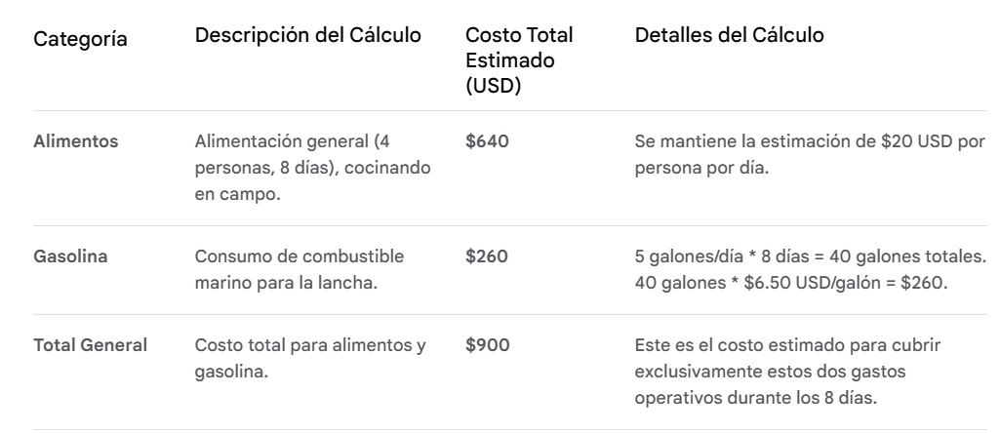 Categoría
Descripción del Cálculo
Costo Total
Estimado
(USD)
Detalles del Cálculo
Alimentos
Alimentación general (4
personas, 8 días), cocinando
en campo.
$640
Se mantiene la estimación de $20 USD por
persona por día.
Gasolina
Consumo de combustible
marino para la lancha.
$260
5 galones/día * 8 días = 40 galones totales.
40 galones * $6.50 USD/galón = $260.
Total General
Costo total para alimentos y
gasolina.
$900
Este es el costo estimado para cubrir
exclusivamente estos dos gastos
operativos durante los 8 días.